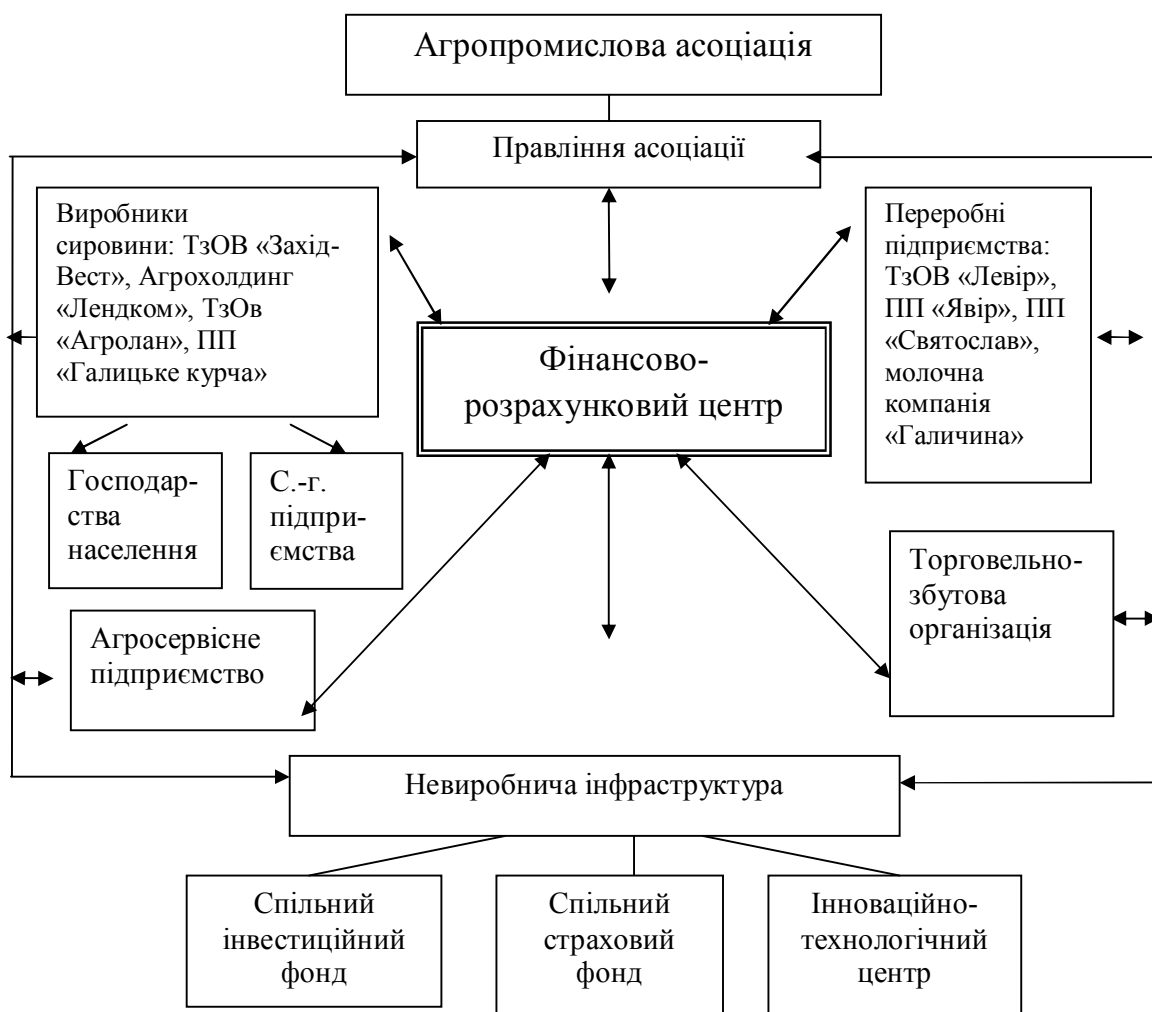 Агропромислова асоціація
Правління асоціації
Виробники
сировини: ТзОВ «Захід-
Вест», Агрохолдинг
«Лендком», ТзОв
«Агролан», ПП
«Галицьке курча»
Переробні
підприємства:
ТзОВ «Левір»,
ПП «Явір», ПП
«Святослав»,
молочна
компанія
«Галичина»
Фінансово-
розрахунковий центр
Господар-
ства
населення
С.-г.
підпри-
ємства
Агросервісне
підприємство
Торговельно-
збутова
організація
Невиробнича інфраструктура
Спільний
інвестиційний
фонд
Спільний
страховий
фонд
Інноваційно-
технологічний
центр